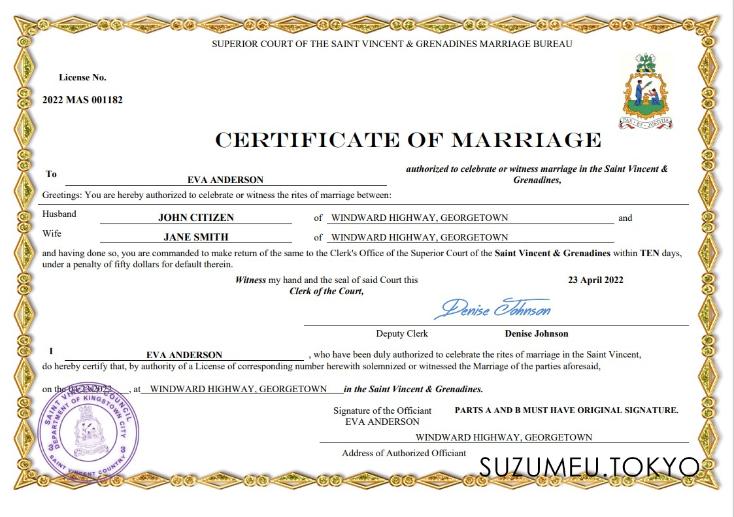 SUPERIOR COURT OF THE SAINT VINCENT & GRENADINES MARRIAGE BUREAU
License No.
2022 MAS 001182
CERTIFICATE OF MARRIAGE
To EVA ANDERSON authorized to celebrate or witness marriage in the Saint Vincent &
Grenadines,
Greetings: You are hereby authorized to celebrate or witness the rites of marriage between:
Husband JOHN CITIZEN of WINDWARD HIGHWAY, GEORGETOWN and
Wife JANE SMITH of WINDWARD HIGHWAY, GEORGETOWN
and having done so, you are commanded to make return of the same to the Clerk's Office of the Superior Court of the Saint Vincent & Grenadines within TEN days,
under a penalty of fifty dollars for default therein.
Witness my hand and the seal of said Court this 23 April 2022
Clerk of the Court,
Denise Johnson
Deputy Clerk Denise Johnson
I EVA ANDERSON , who have been duly authorized to celebrate the rites of marriage in the Saint Vincent,
do hereby certify that, by authority of a License of corresponding number herewith solemnized or witnessed the Marriage of the parties aforesaid,
on the 04/23/2022 , at WINDWARD HIGHWAY, GEORGETOWN in the Saint Vincent & Grenadines.
SAINT VINCENT COUNCIL
DEPARTMENT OF KINGSTOWN CITY
SAINT VINCENT COUNTRY
Signature of the Officiant PARTS A AND B MUST HAVE ORIGINAL SIGNATURE.
EVA ANDERSON
WINDWARD HIGHWAY, GEORGETOWN
Address of Authorized Officiant
SUZUMEU.TOKYO